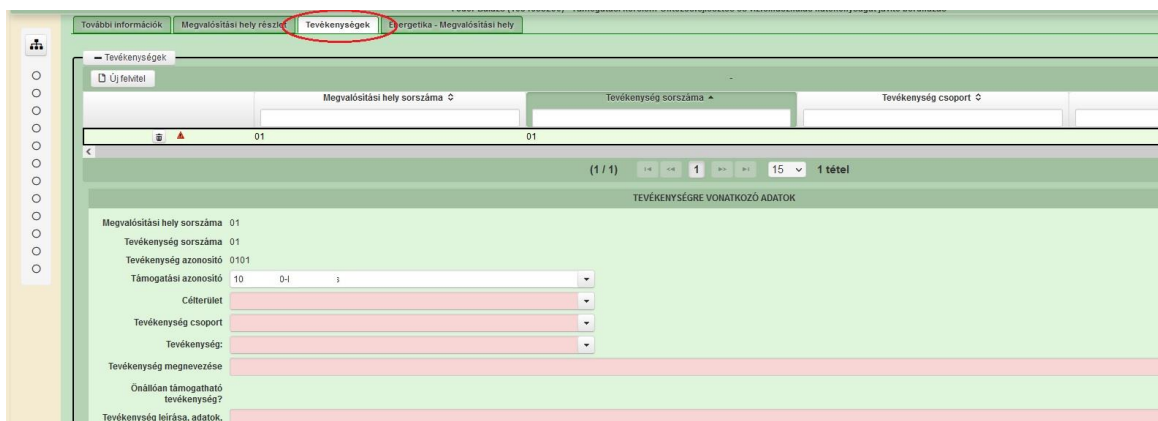 További információk Megvalósítási hely részlet Tevékenységek Energetika - Megvalósítási hely
Tevékenységek
Új felvitel -
Megvalósítási hely sorszáma Tevékenység sorszáma Tevékenység csoport
01 01
(1 / 1) 1 15 1 tétel
TEVÉKENYSÉGRE VONATKOZÓ ADATOK
Megvalósítási hely sorszáma 01
Tevékenység sorszáma 01
Tevékenység azonosító 0101
Támogatási azonosító 10 0-
Célterület
Tevékenység csoport
Tevékenység:
Tevékenység megnevezése
Önállóan támogatható
tevékenység?
Tevékenység leírása, adatok,